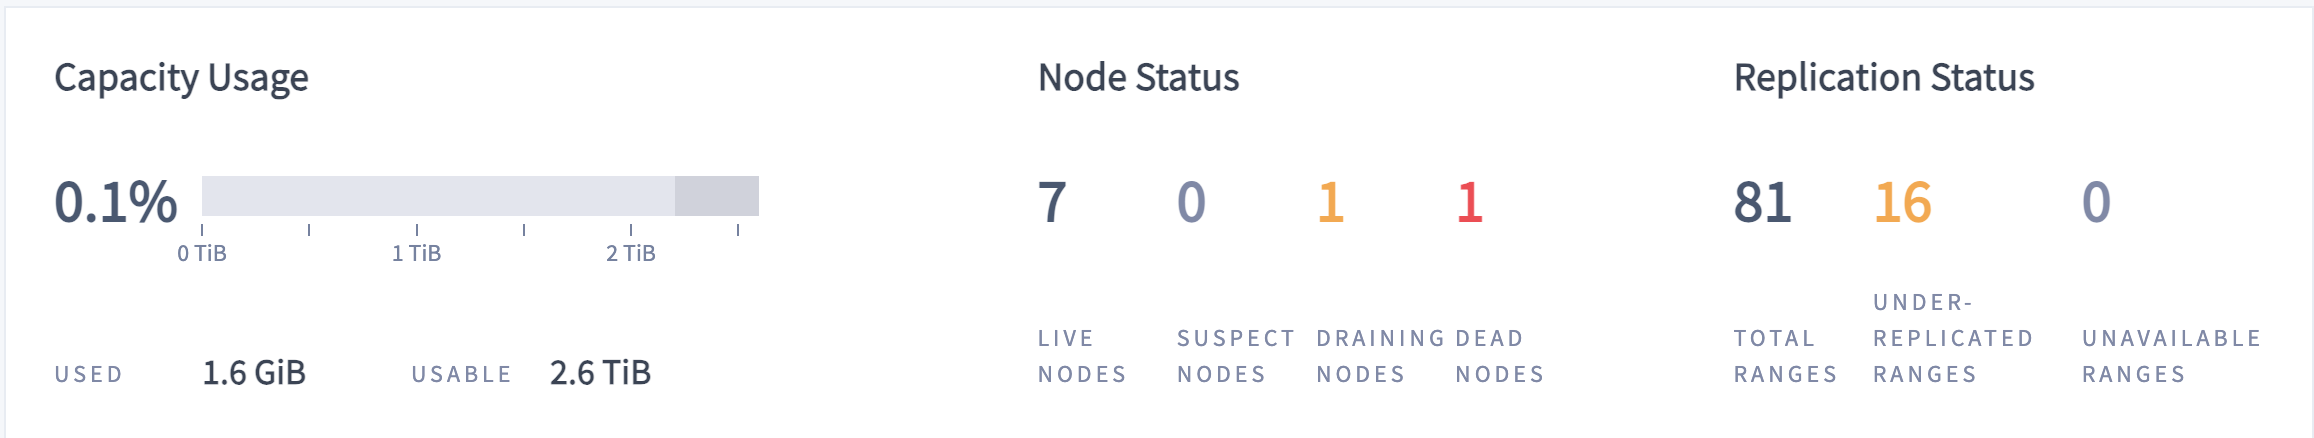 Capacity Usage
0.1%
0 TiB 1 TiB 2 TiB
USED 1.6 GiB USABLE 2.6 TiB
Node Status
7 0 1 1
LIVE NODES
SUSPECT NODES
DRAINING NODES
DEAD NODES
Replication Status
81 16 0
TOTAL RANGES
UNDER-
REPLICATED
RANGES
UNAVAILABLE RANGES